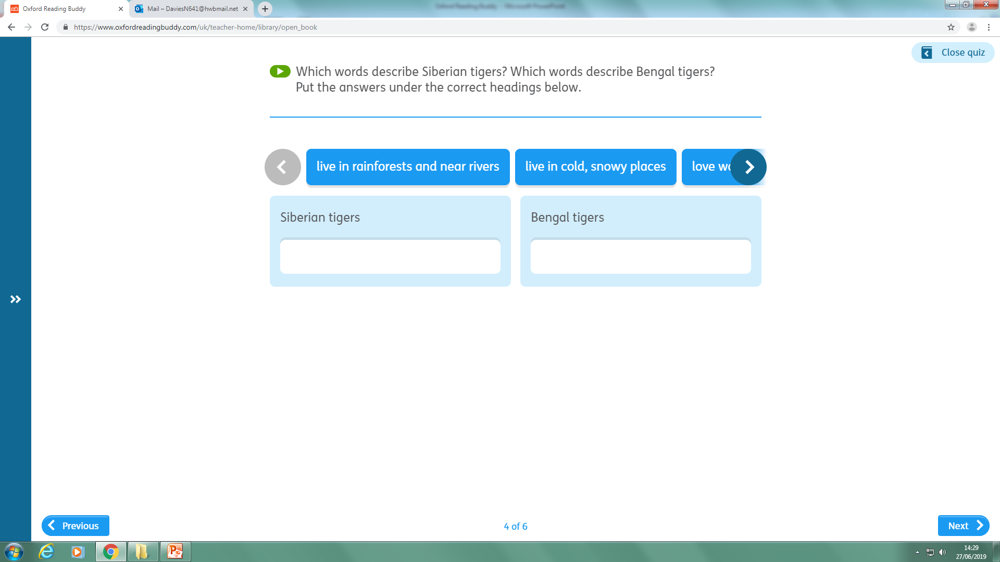 Oxford Reading Buddy
Mail – DaviesN641@hwbmail.net
Oxford Reading Buddy - Microsoft PowerPoint
https://www.oxfordreadingbuddy.com/uk/teacher-home/library/open_book
Close quiz
Which words describe Siberian tigers? Which words describe Bengal tigers?
Put the answers under the correct headings below.
live in rainforests and near rivers
live in cold, snowy places
love
Siberian tigers
Bengal tigers
Previous
4 of 6
Next
14:29
27/06/2019